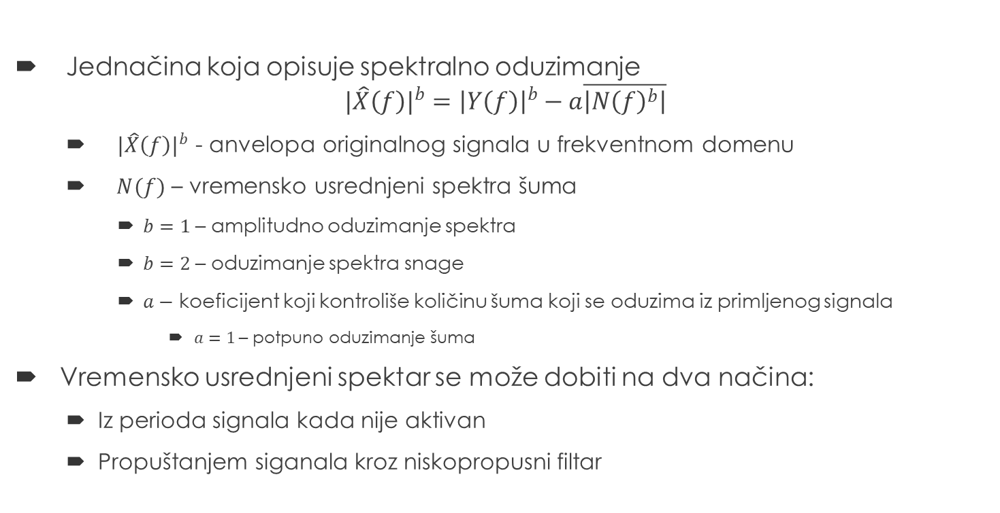 Jednačina koja opisuje spektralno oduzimanje
|X̂(f)|ᵇ = |Y(f)|ᵇ − a|N(f)ᵇ|̅
|X̂(f)|ᵇ - anvelopa originalnog signala u frekventnom domenu
N(f) – vremensko usrednjeni spektra šuma
b = 1 – amplitudno oduzimanje spektra
b = 2 – oduzimanje spektra snage
a – koeficijent koji kontroliše količinu šuma koji se oduzima iz primljenog signala
a = 1 – potpuno oduzimanje šuma
Vremensko usrednjeni spektar se može dobiti na dva načina:
Iz perioda signala kada nije aktivan
Propuštanjem siganala kroz niskopropusni filtar